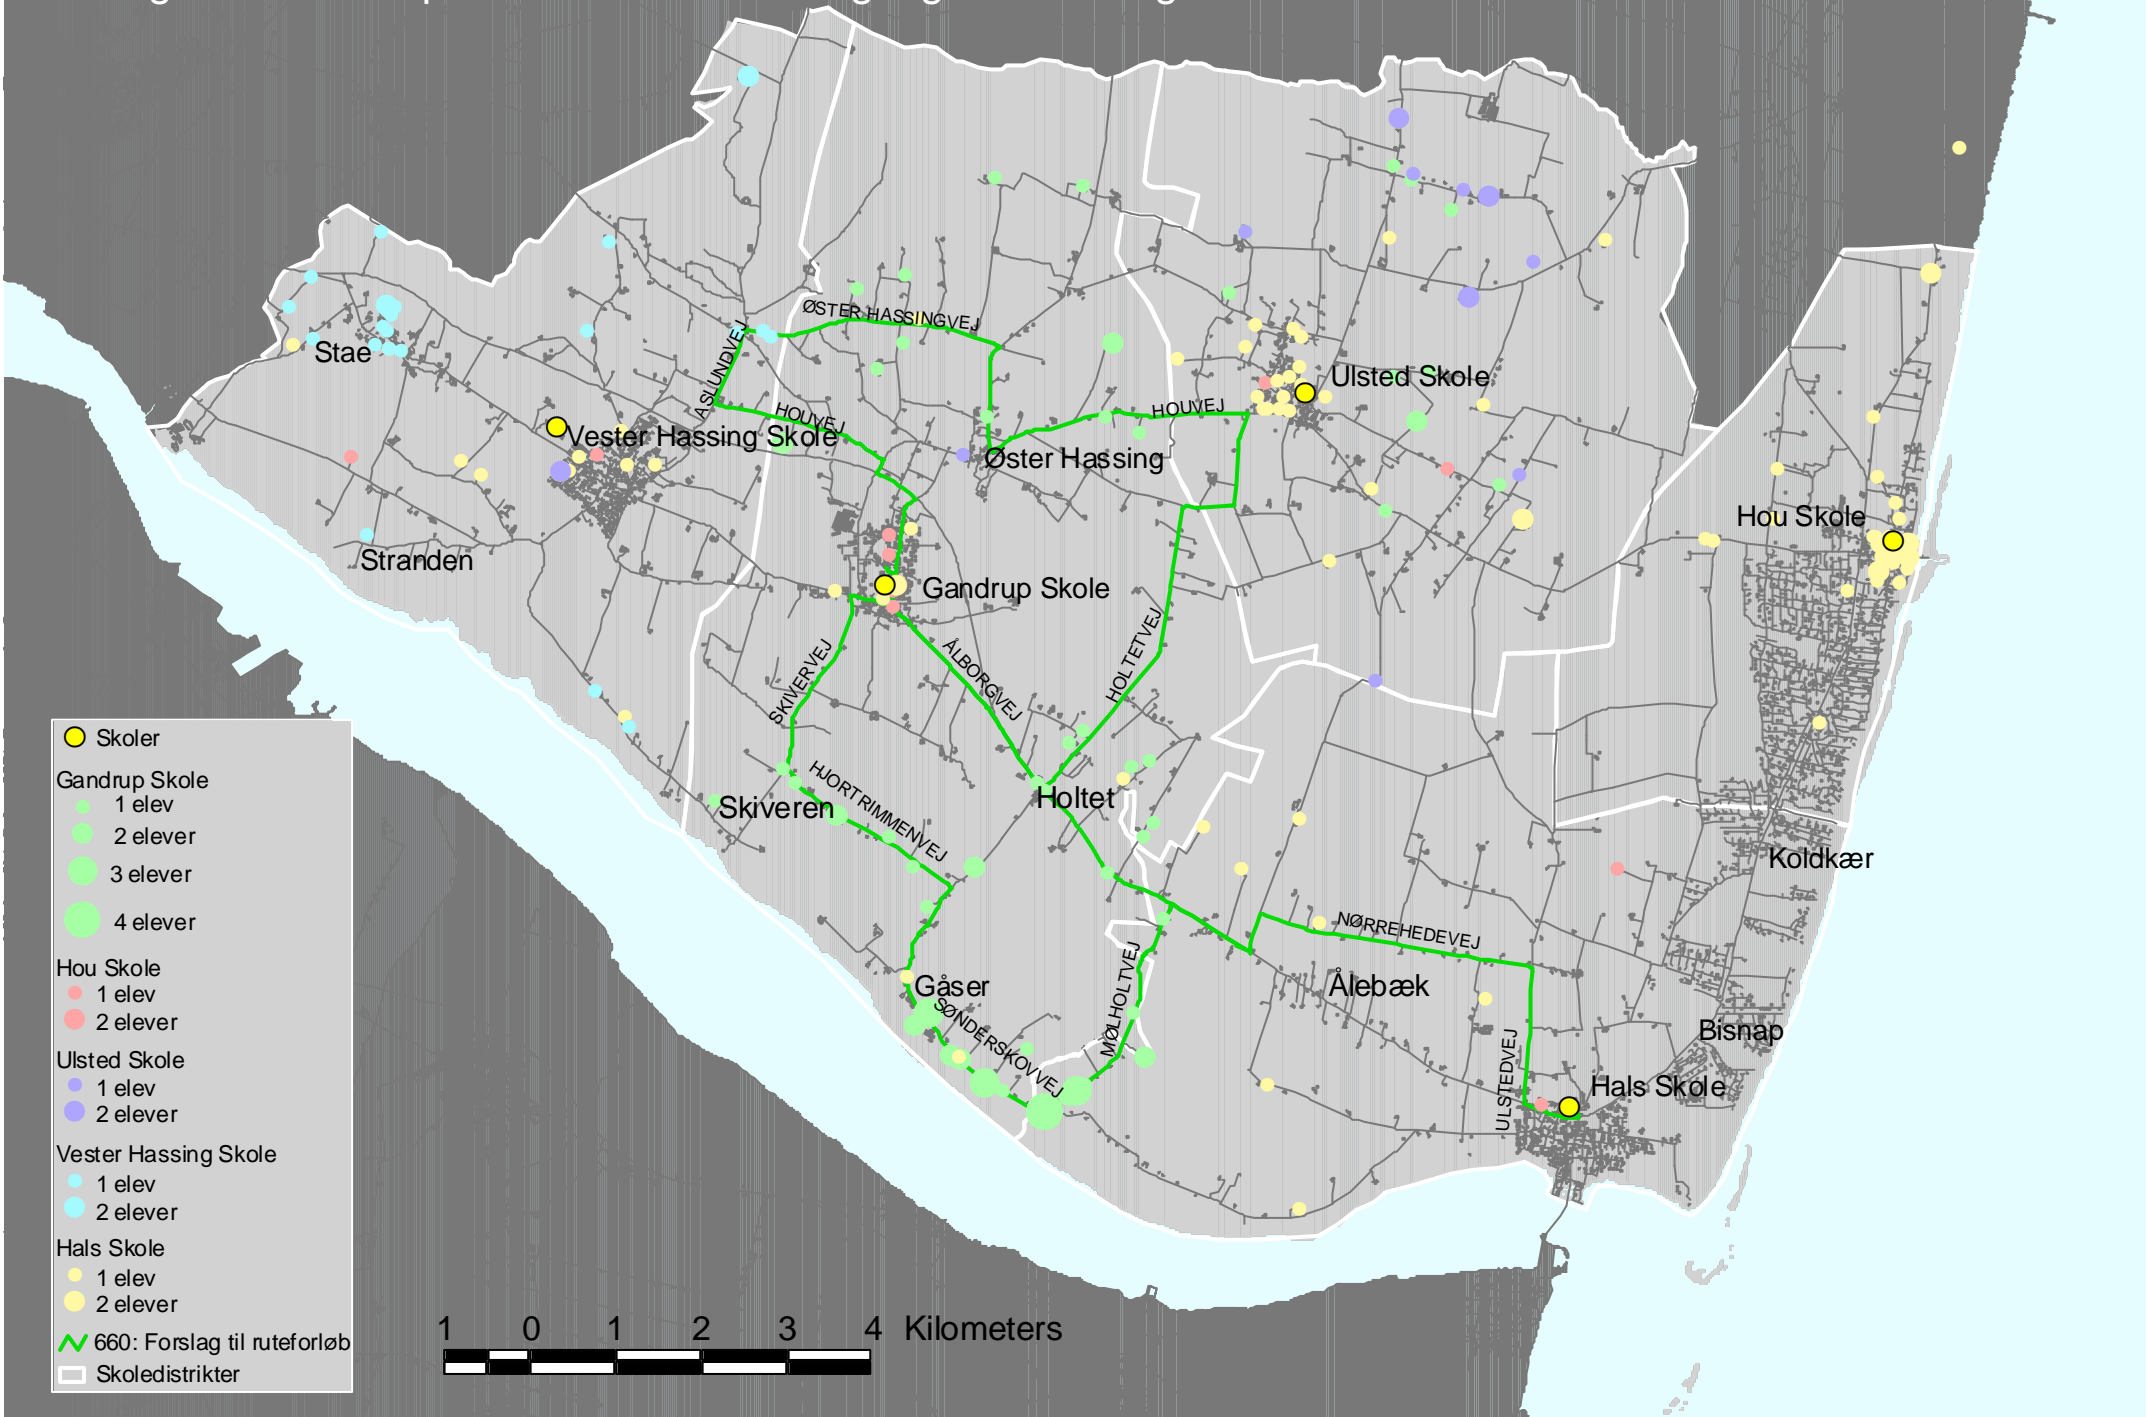 ØSTER HASSINGVEJ
ASLUNDVEJ
Stae
Ulsted Skole
HOUVEJ
HOUVEJ
Vester Hassing Skole
Øster Hassing
Hou Skole
Stranden
Gandrup Skole
SKIVERVEJ
ÅLBORGVEJ
HOLTETVEJ
HJORTRIMMENVEJ
Skiveren
Holtet
Koldkær
NØRREHEDEVEJ
Gåser
Ålebæk
SØNDERSKOVVEJ
MØLHOLTVEJ
Bisnap
ULSTEDVEJ
Hals Skole
Skoler
Gandrup Skole
1 elev
2 elever
3 elever
4 elever
Hou Skole
1 elev
2 elever
Ulsted Skole
1 elev
2 elever
Vester Hassing Skole
1 elev
2 elever
Hals Skole
1 elev
2 elever
660: Forslag til ruteforløb
Skoledistrikter
1 0 1 2 3 4 Kilometers